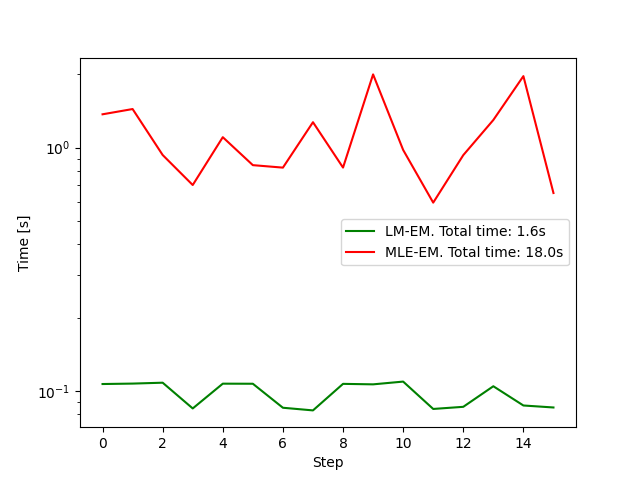 10⁰
10⁻¹
Time [s]
LM-EM. Total time: 1.6s
MLE-EM. Total time: 18.0s
0 2 4 6 8 10 12 14
Step